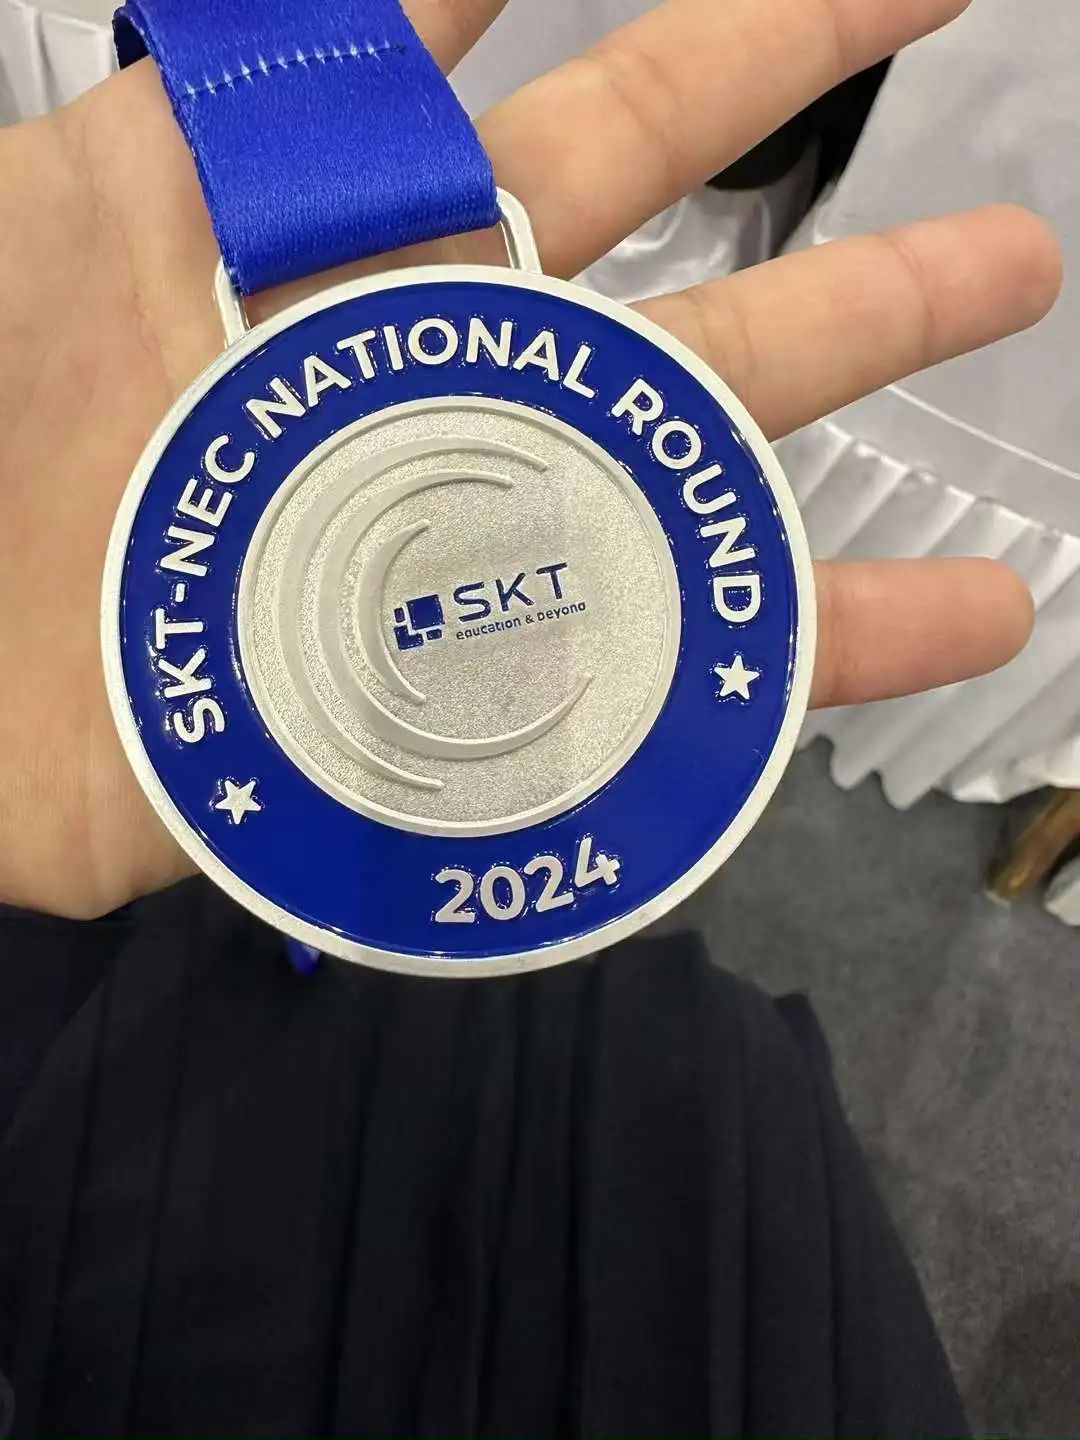 SKT-NEC NATIONAL ROUND
SKT
education & beyond
2024